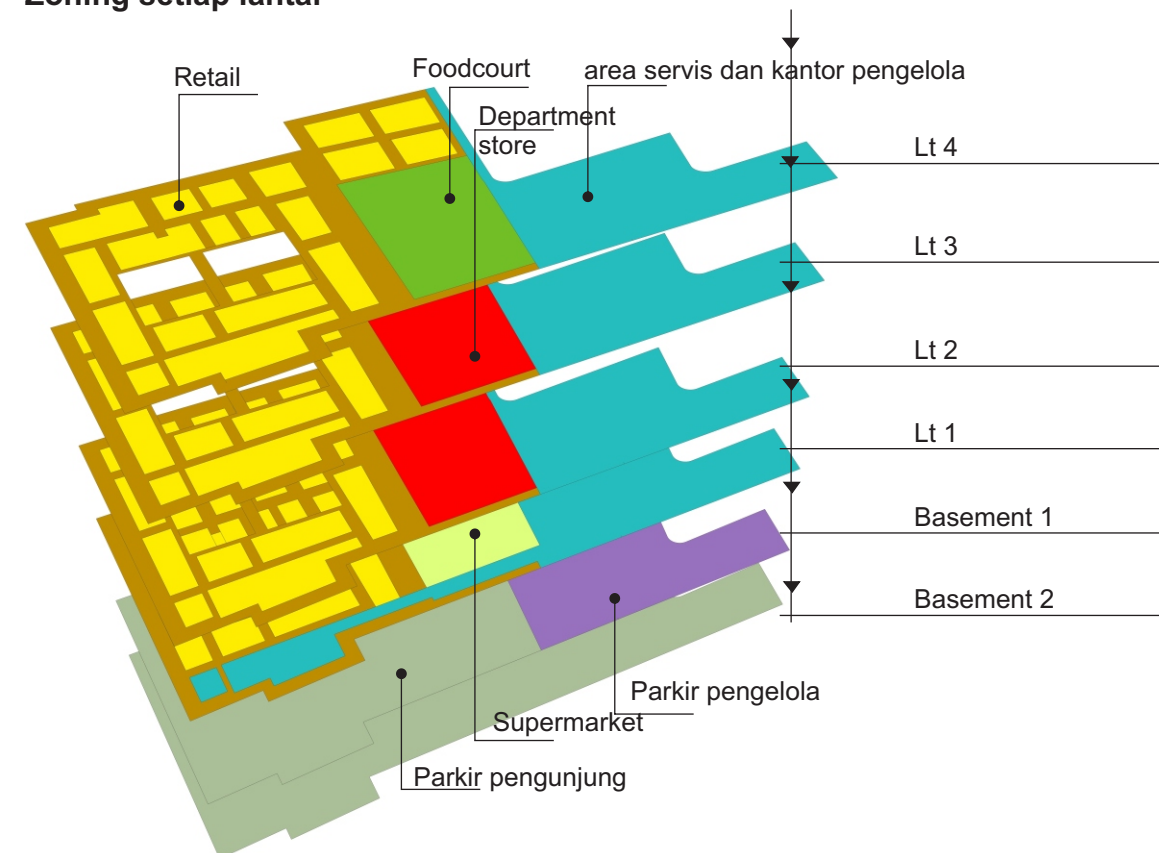 Zoning setiap lantai
Retail
Foodcourt
area servis dan kantor pengelola
Department
store
Lt 4
Lt 3
Lt 2
Lt 1
Basement 1
Basement 2
Parkir pengelola
Supermarket
Parkir pengunjung